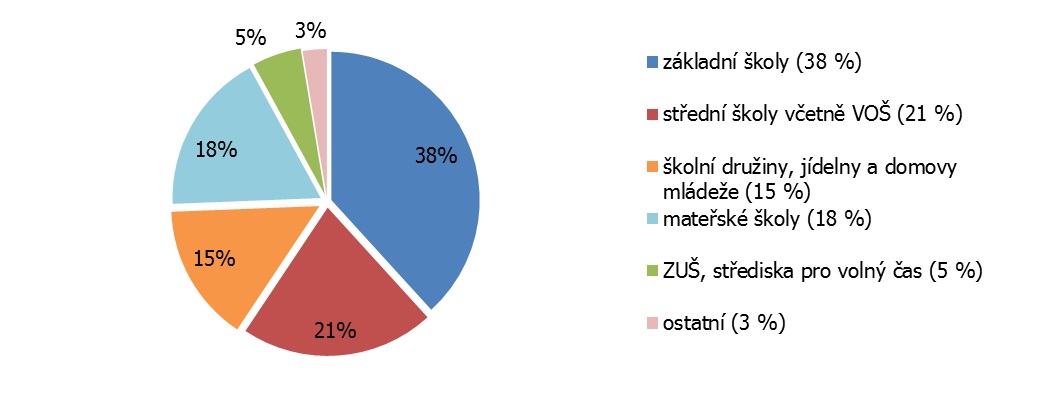 3%
5%
38%
18%
15%
21%
základní školy (38 %)
střední školy včetně VOŠ (21 %)
školní družiny, jídelny a domovy
mládeže (15 %)
mateřské školy (18 %)
ZUŠ, střediska pro volný čas (5 %)
ostatní (3 %)